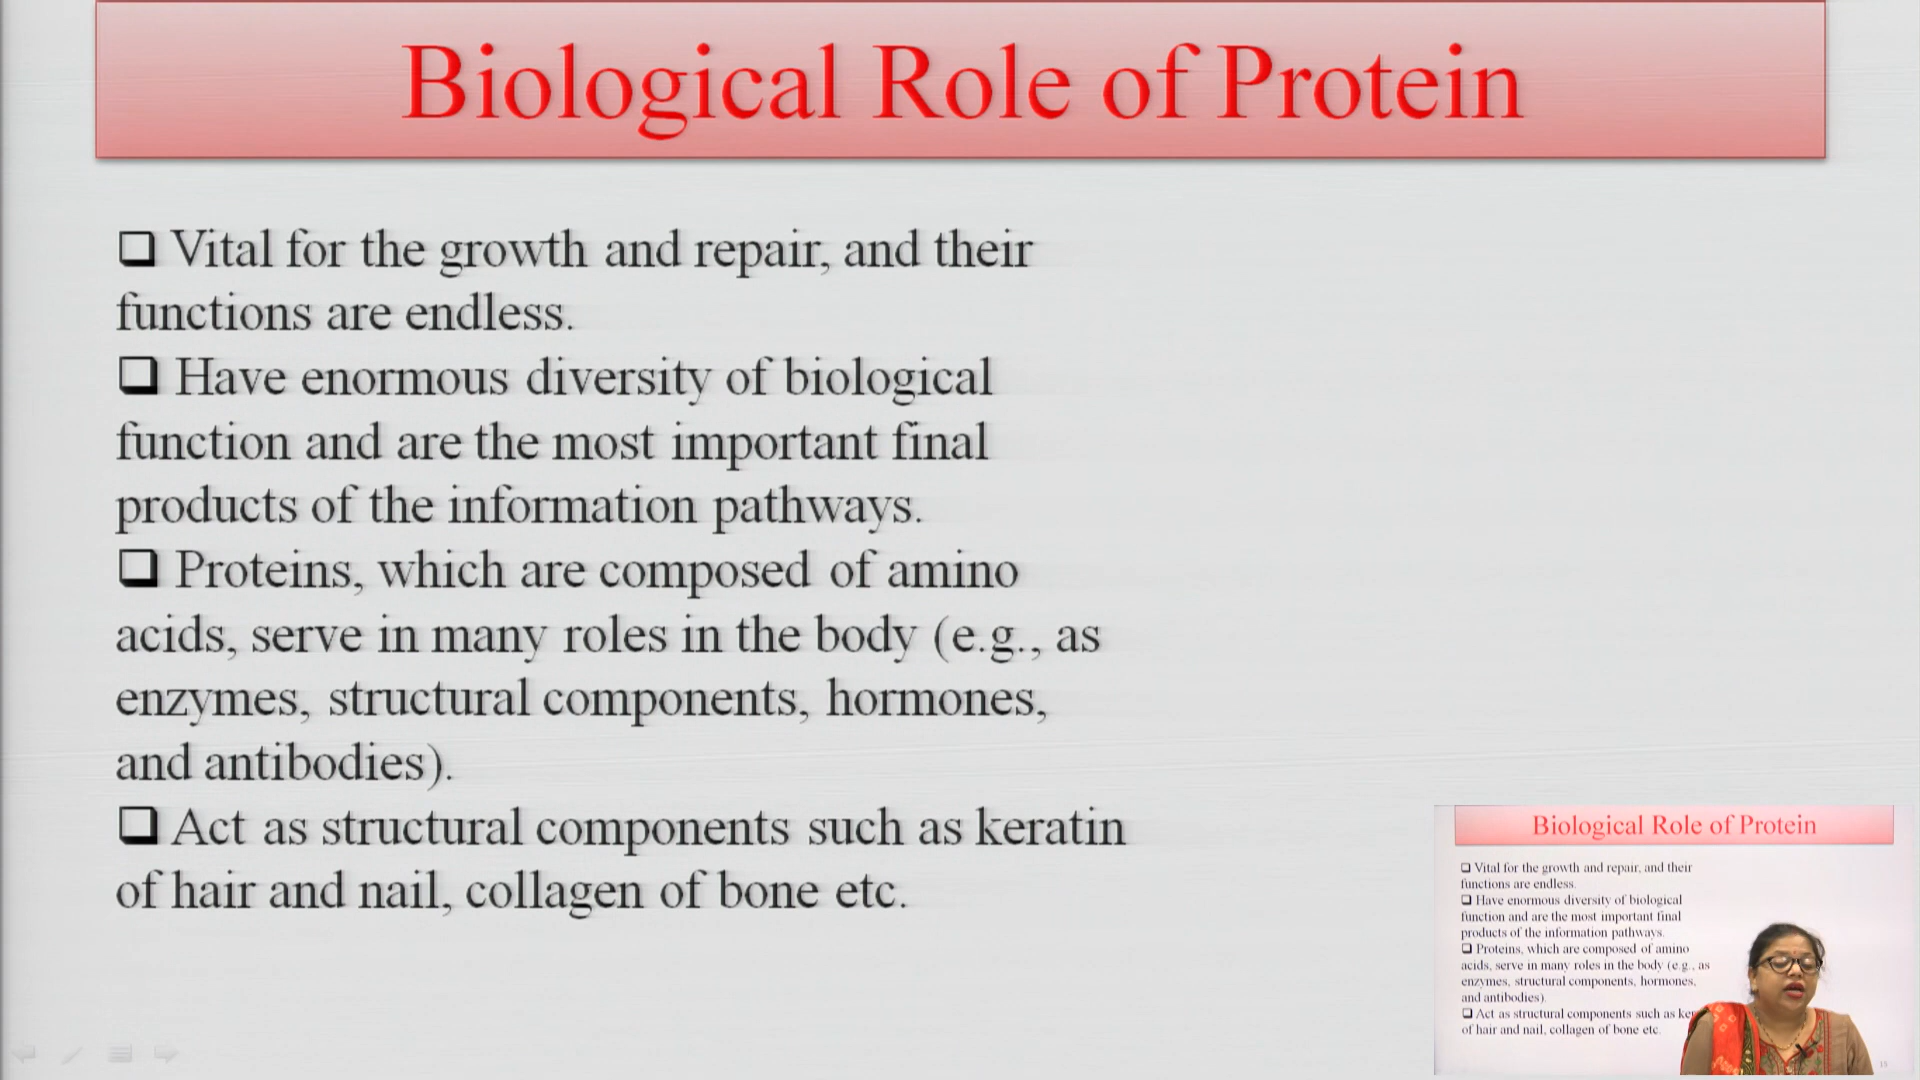 Biological Role of Protein
❑ Vital for the growth and repair, and their
functions are endless.
❑ Have enormous diversity of biological
function and are the most important final
products of the information pathways.
❑ Proteins, which are composed of amino
acids, serve in many roles in the body (e.g., as
enzymes, structural components, hormones,
and antibodies).
❑ Act as structural components such as keratin
of hair and nail, collagen of bone etc.
Biological Role of Protein
❑ Vital for the growth and repair, and their
functions are endless.
❑ Have enormous diversity of biological
function and are the most important final
products of the information pathways.
❑ Proteins, which are composed of amino
acids, serve in many roles in the body (e.g., as
enzymes, structural components, hormones,
and antibodies).
❑ Act as structural components such as
of hair and nail, collagen of bone etc.
15